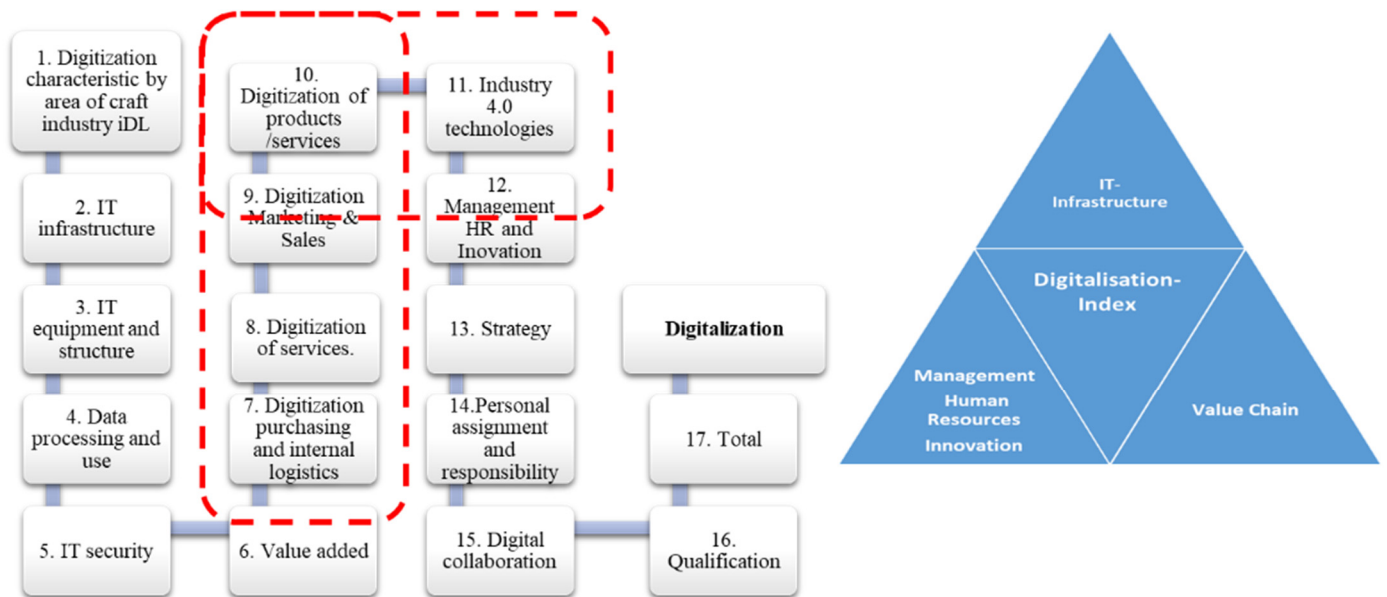 1. Digitization
characteristic by
area of craft
industry iDL
2. IT
infrastructure
3. IT
equipment and
structure
4. Data
processing and
use
5. IT security
6. Value added
7. Digitization
purchasing
and internal
logistics
8. Digitization
of services.
9. Digitization
Marketing &
Sales
10.
Digitization of
products
/services
11. Industry
4.0
technologies
12.
Management
HR and
Inovation
13. Strategy
14.Personal
assignment
and
responsibility
15. Digital
collaboration
16.
Qualification
17. Total
Digitalization
IT-
Infrastructure
Digitalisation-
Index
Management
Human
Resources
Innovation
Value Chain